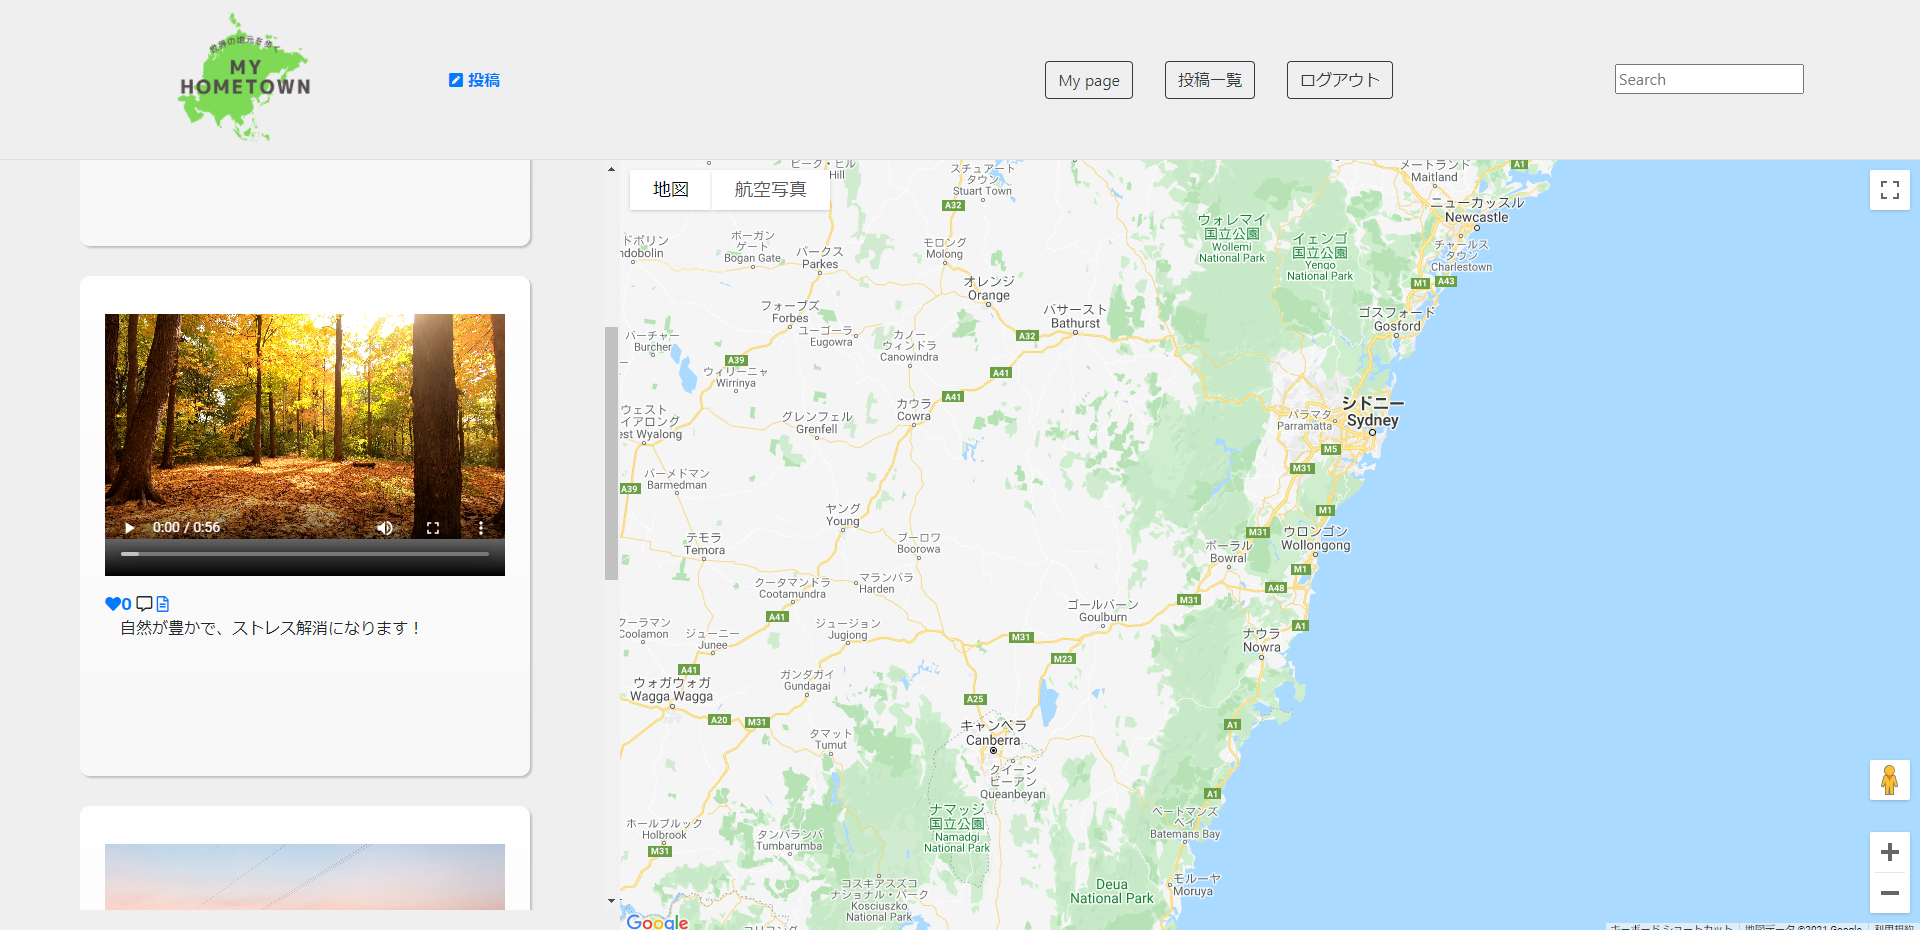 世界の地元を歩く
MY
HOMETOWN
投稿
My page
投稿一覧
ログアウト
Search
0:00 / 0:56
0
自然が豊かで、ストレス解消になります！
地図
航空写真
ピーク・ヒル
Hill
スチュアート
タウン
Stuart Town
A32
メートランド
Maitland
A1
ニューカッスル
Newcastle
チャールス
タウン
Charlestown
ウォレマイ
国立公園
Wollemi
National Park
イェンゴ
国立公園
Yengo
National Park
M1
A43
ドボリン
ndobolin
ボーガン
ゲート
Bogan Gate
パークス
Parkes
モロング
Molong
オレンジ
Orange
バサースト
Bathurst
ゴスフォード
Gosford
フォーブズ
Forbes
ユーゴーラ
Eugowra
カノー
ウィンドラ
Canowindra
A32
バーチャー
Burcher
A39
ウィリーニャ
Wirrinya
A41
A41
ウェスト
イアロング
est Wyalong
グレンフェル
Grenfell
カウラ
Cowra
シドニー
Sydney
パラマタ
Parramatta
M5
M31
バーメドマン
Barmedman
A39
ヤング
Young
M1
テモラ
Temora
ブーロワ
Boorowa
M31
ウロンゴン
Wollongong
ボーラル
Bowral
M1
A48
クータマンドラ
Cootamundra
マランバラ
Harden
M31
ゴールバーン
Goulburn
A41
クーラマン
Coolamon
ジューニー
Junee
ジュージョン
Jugiong
M31
A1
ナウラ
Nowra
M23
A41
ウォガウォガ
Wagga Wagga
ガンダガイ
Gundagai
A25
A20
M31
タマット
Tumut
キャンベラ
Canberra
A1
クイーン
ビーアン
Queanbeyan
A1
ナマッジ
国立公園
Namadgi
National Park
ベートマンズ
ベイ
Batemans Bay
ホールブルック
Holbrook
M31
タンバランバ
Tumbarumba
コスキアスズコ
ナショナル・パーク
Kosciuszko
National Park
Deua
National Park
モルーヤ
Moruya
Google
キーボード ショートカット
地図データ ©2021 Google
利用規約